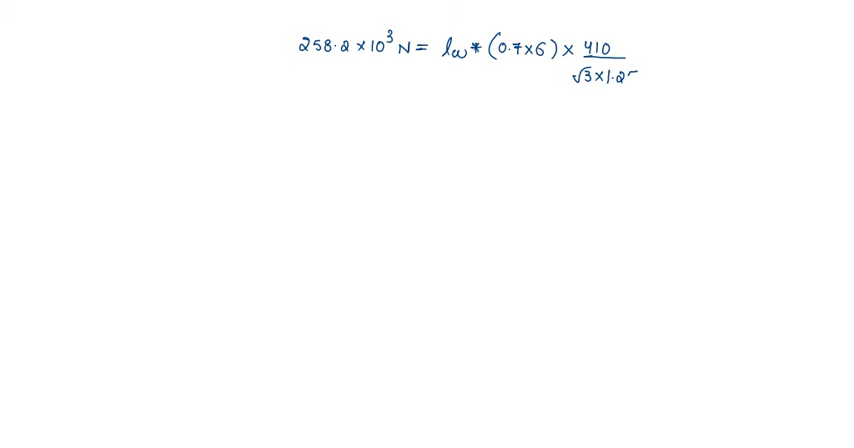 258.2 × 10³ N = lw * (0.7 × 6) × 410 / √3 × 1.25